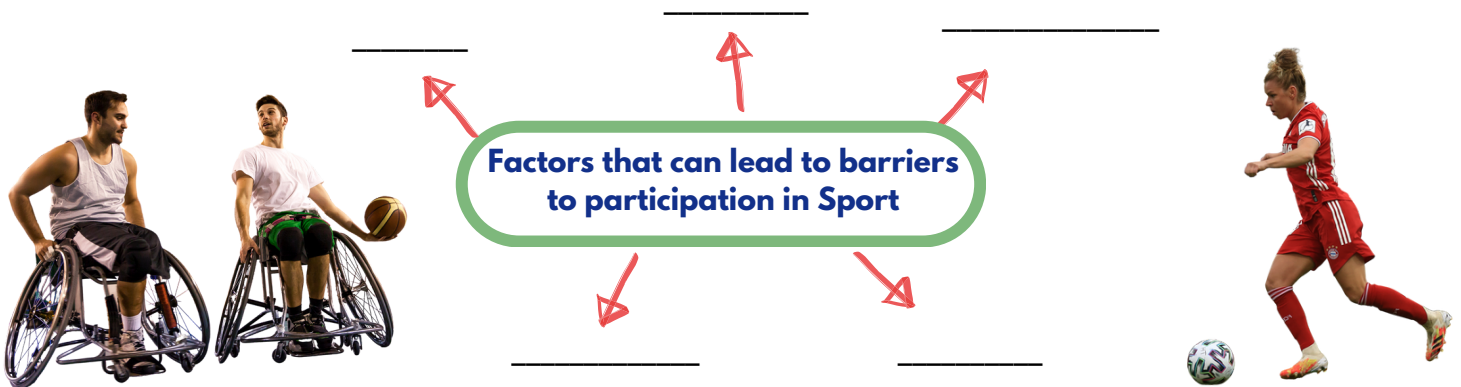 Factors that can lead to barriers
to participation in Sport